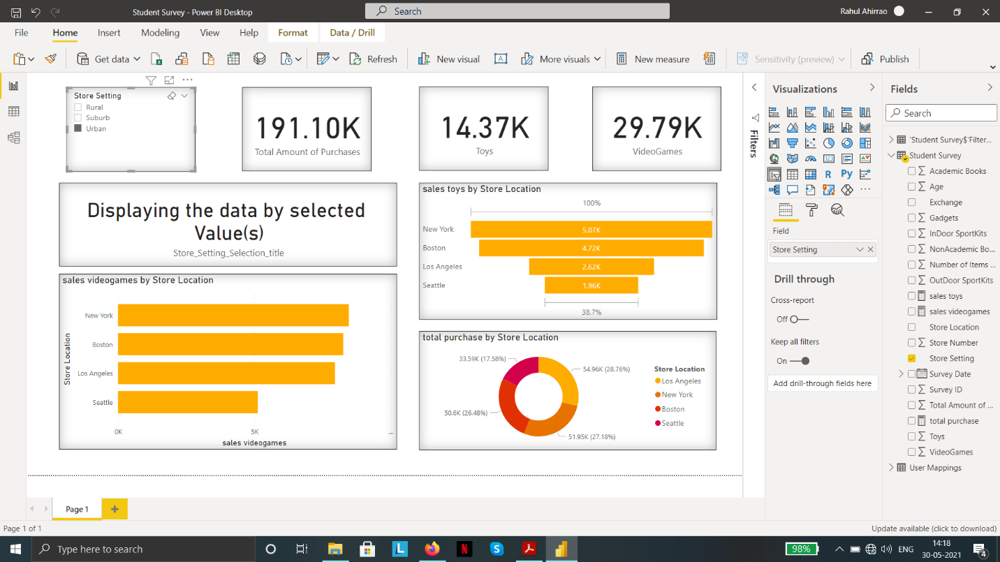 Student Survey - Power BI Desktop
Search
Rahul Ahirrao
File Home Insert Modeling View Help Format Data / Drill
Get data
Refresh
New visual
A
More visuals
New measure
Sensitivity (preview)
Publish
Store Setting
Rural
Suburb
Urban
191.10K
Total Amount of Purchases
14.37K
Toys
29.79K
VideoGames
Displaying the data by selected
Value(s)
Store_Setting_Selection_title
sales toys by Store Location
100%
New York 5.07K
Boston 4.72K
Los Angeles 2.62K
Seattle 1.96K
38.7%
sales videogames by Store Location
Store Location
New York
Boston
Los Angeles
Seattle
0K 5K
sales videogames
...
total purchase by Store Location
33.59K (17.58%)
54.96K (28.76%)
50.6K (26.48%)
51.95K (27.18%)
Store Location
Los Angeles
New York
Boston
Seattle
Filters
Visualizations
123
R
Py
Field
Store Setting
Drill through
Cross-report
Off
Keep all filters
On
Add drill-through fields here
Fields
Search
'Student Survey$'Filter...
Student Survey
Academic Books
Age
Exchange
Gadgets
InDoor SportKits
NonAcademic Bo...
Number of Items ...
OutDoor SportKits
sales toys
sales videogames
Store Location
Store Number
Store Setting
Survey Date
Survey ID
Total Amount of ...
total purchase
Toys
VideoGames
User Mappings
Page 1
+
Page 1 of 1
Update available (click to download)
Type here to search
L
N
S
98%
ENG
14:18
30-05-2021
4